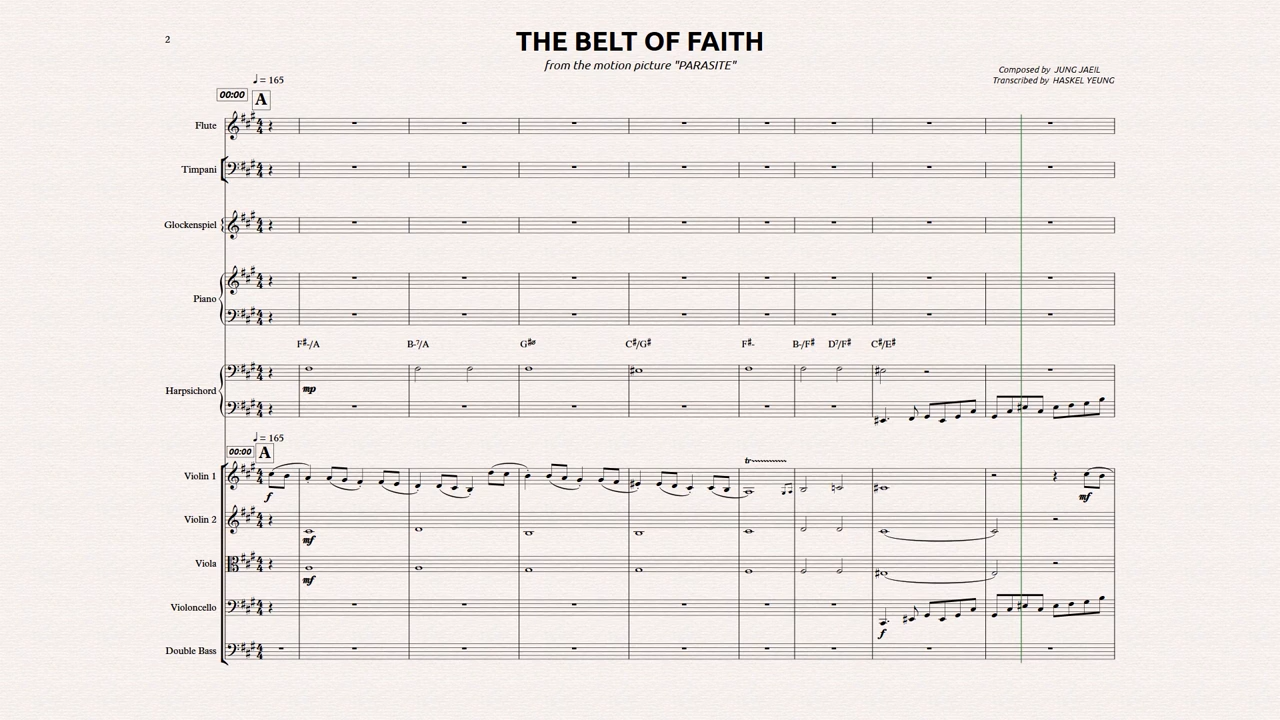 2
THE BELT OF FAITH
from the motion picture "PARASITE"
Composed by JUNG JAEIL
Transcribed by HASKEL YEUNG
♩ = 165
00:00 A
Flute
Timpani
Glockenspiel
Piano
F♯-/A B-7/A G♯ø C♯/G♯ F♯- B-/F♯ D7/F♯ C♯/E♯
mp
Harpsichord
♩ = 165
00:00 A
tr
Violin 1
f mf
Violin 2
mf
Viola
mf
Violoncello
f
Double Bass